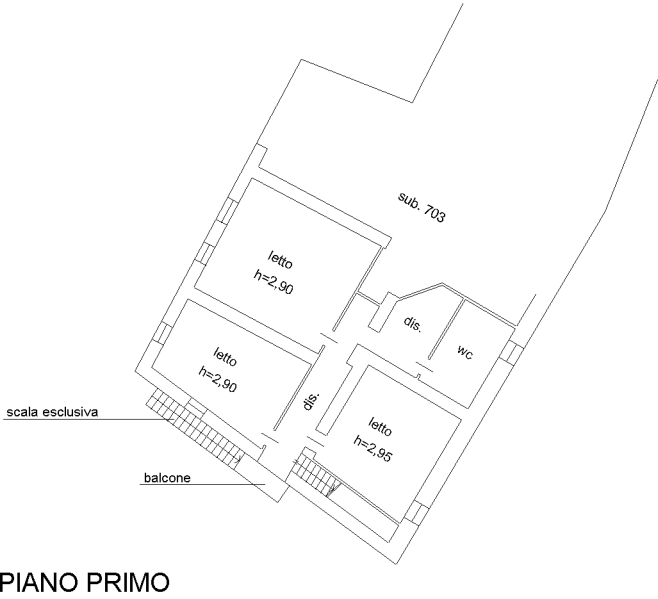 sub. 703
letto
h=2,90
dis.
wc
letto
h=2,90
dis.
scala esclusiva
letto
h=2,95
balcone
PIANO PRIMO